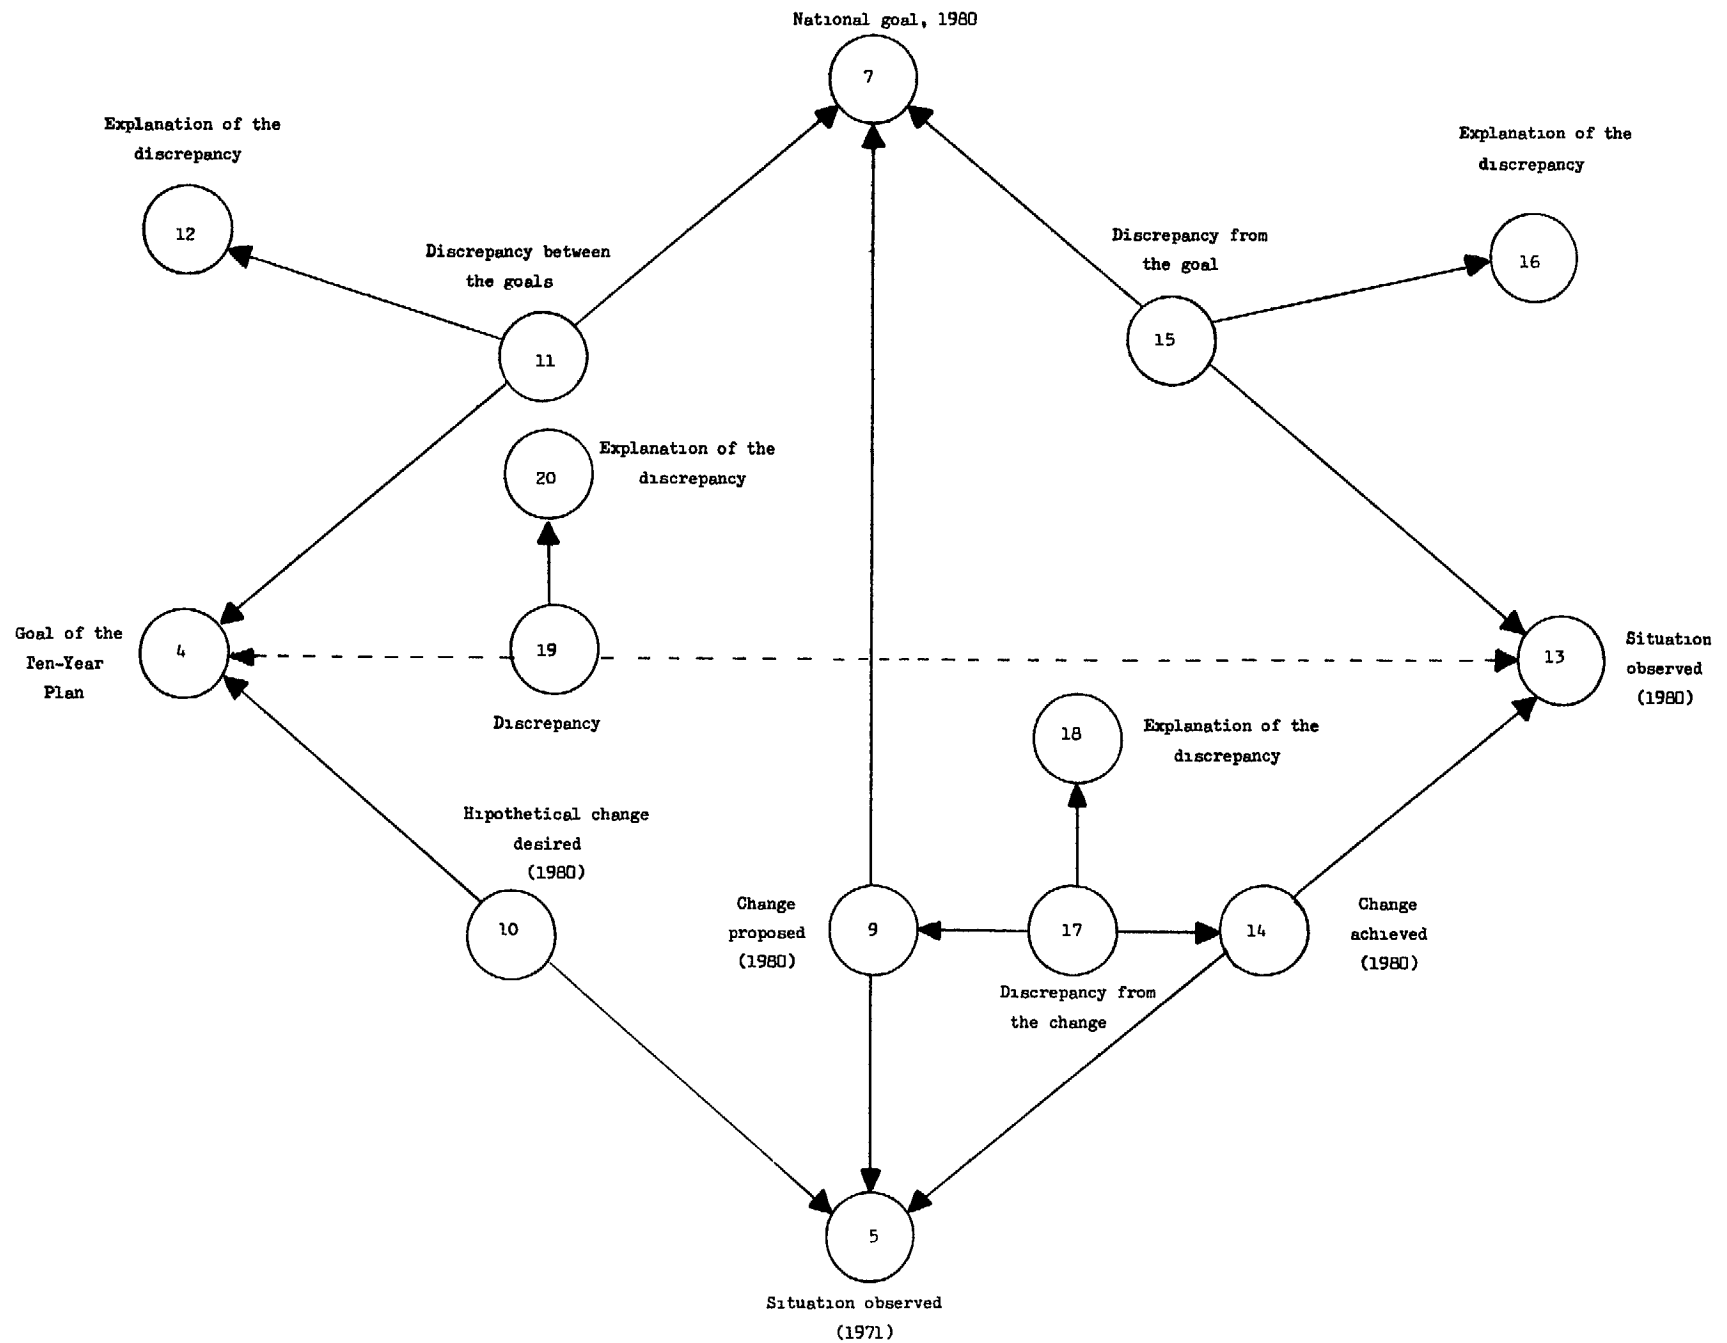 National goal, 1980
7
Explanation of the
discrepancy
12
Explanation of the
discrepancy
16
Discrepancy between
the goals
11
Discrepancy from
the goal
15
20
Explanation of the
discrepancy
Goal of the
Ten-Year
Plan
4
19
Discrepancy
13
Situation
observed
(1980)
18
Explanation of the
discrepancy
Hipothetical change
desired
(1980)
10
Change
proposed
(1980)
9
17
Discrepancy from
the change
14
Change
achieved
(1980)
5
Situation observed
(1971)